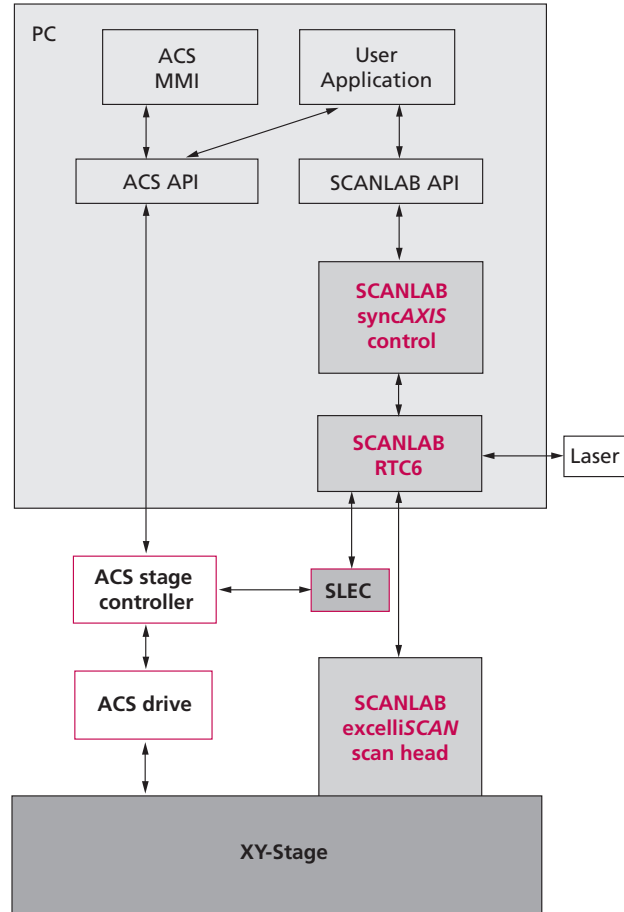 PC
ACS
MMI
User
Application
ACS API
SCANLAB API
SCANLAB
syncAXIS
control
SCANLAB
RTC6
Laser
ACS stage
controller
SLEC
ACS drive
SCANLAB
excelliSCAN
scan head
XY-Stage